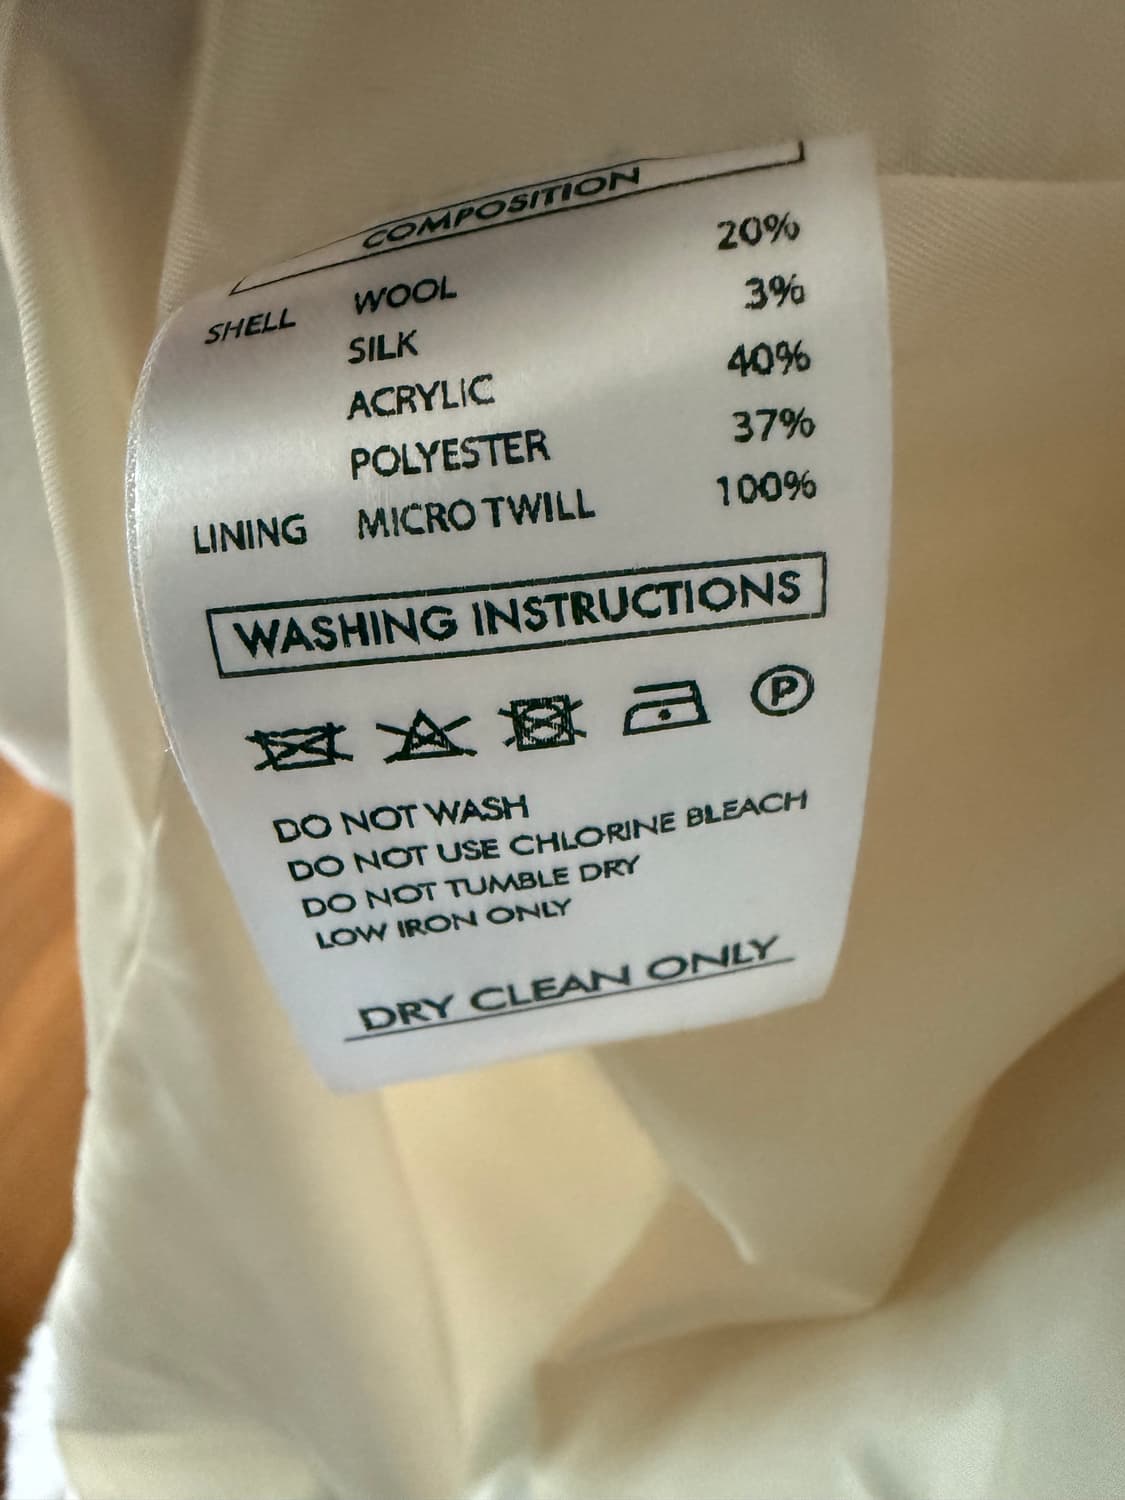 COMPOSITION
SHELL WOOL 20%
SILK 3%
ACRYLIC 40%
POLYESTER 37%
LINING MICRO TWILL 100%
WASHING INSTRUCTIONS
P
DO NOT WASH
DO NOT USE CHLORINE BLEACH
DO NOT TUMBLE DRY
LOW IRON ONLY
DRY CLEAN ONLY